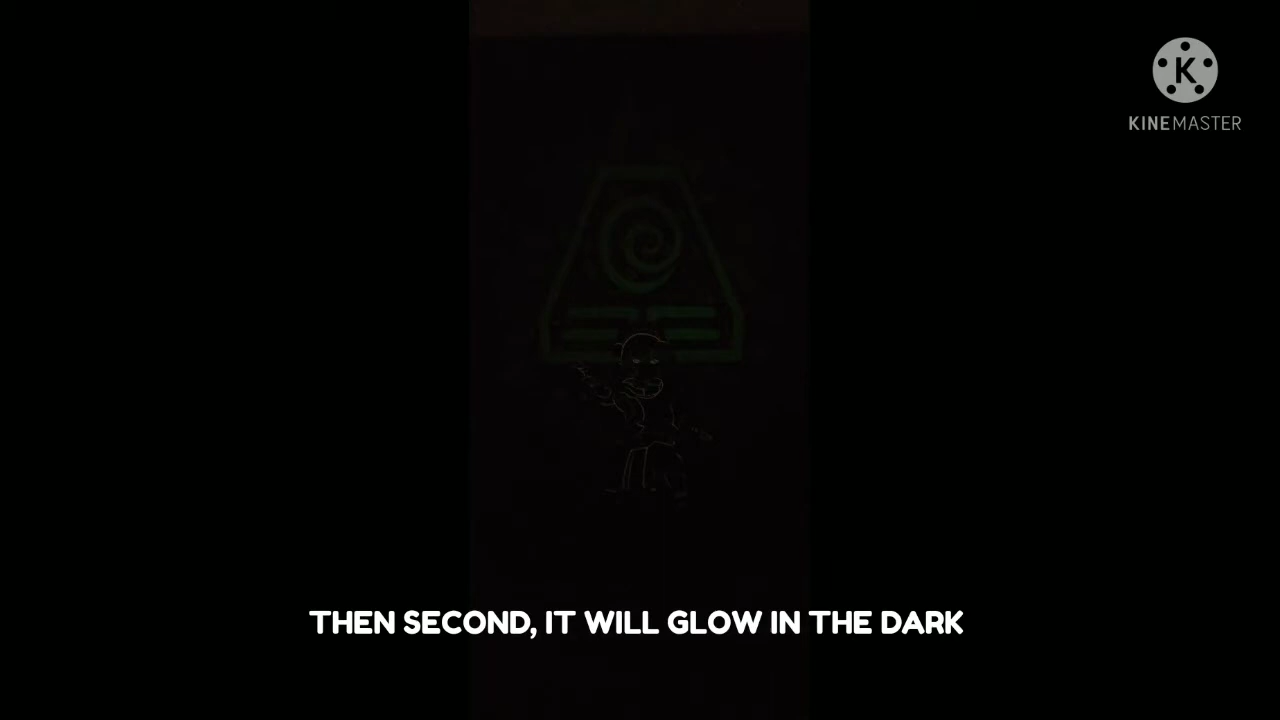 K
KINEMASTER
THEN SECOND, IT WILL GLOW IN THE DARK